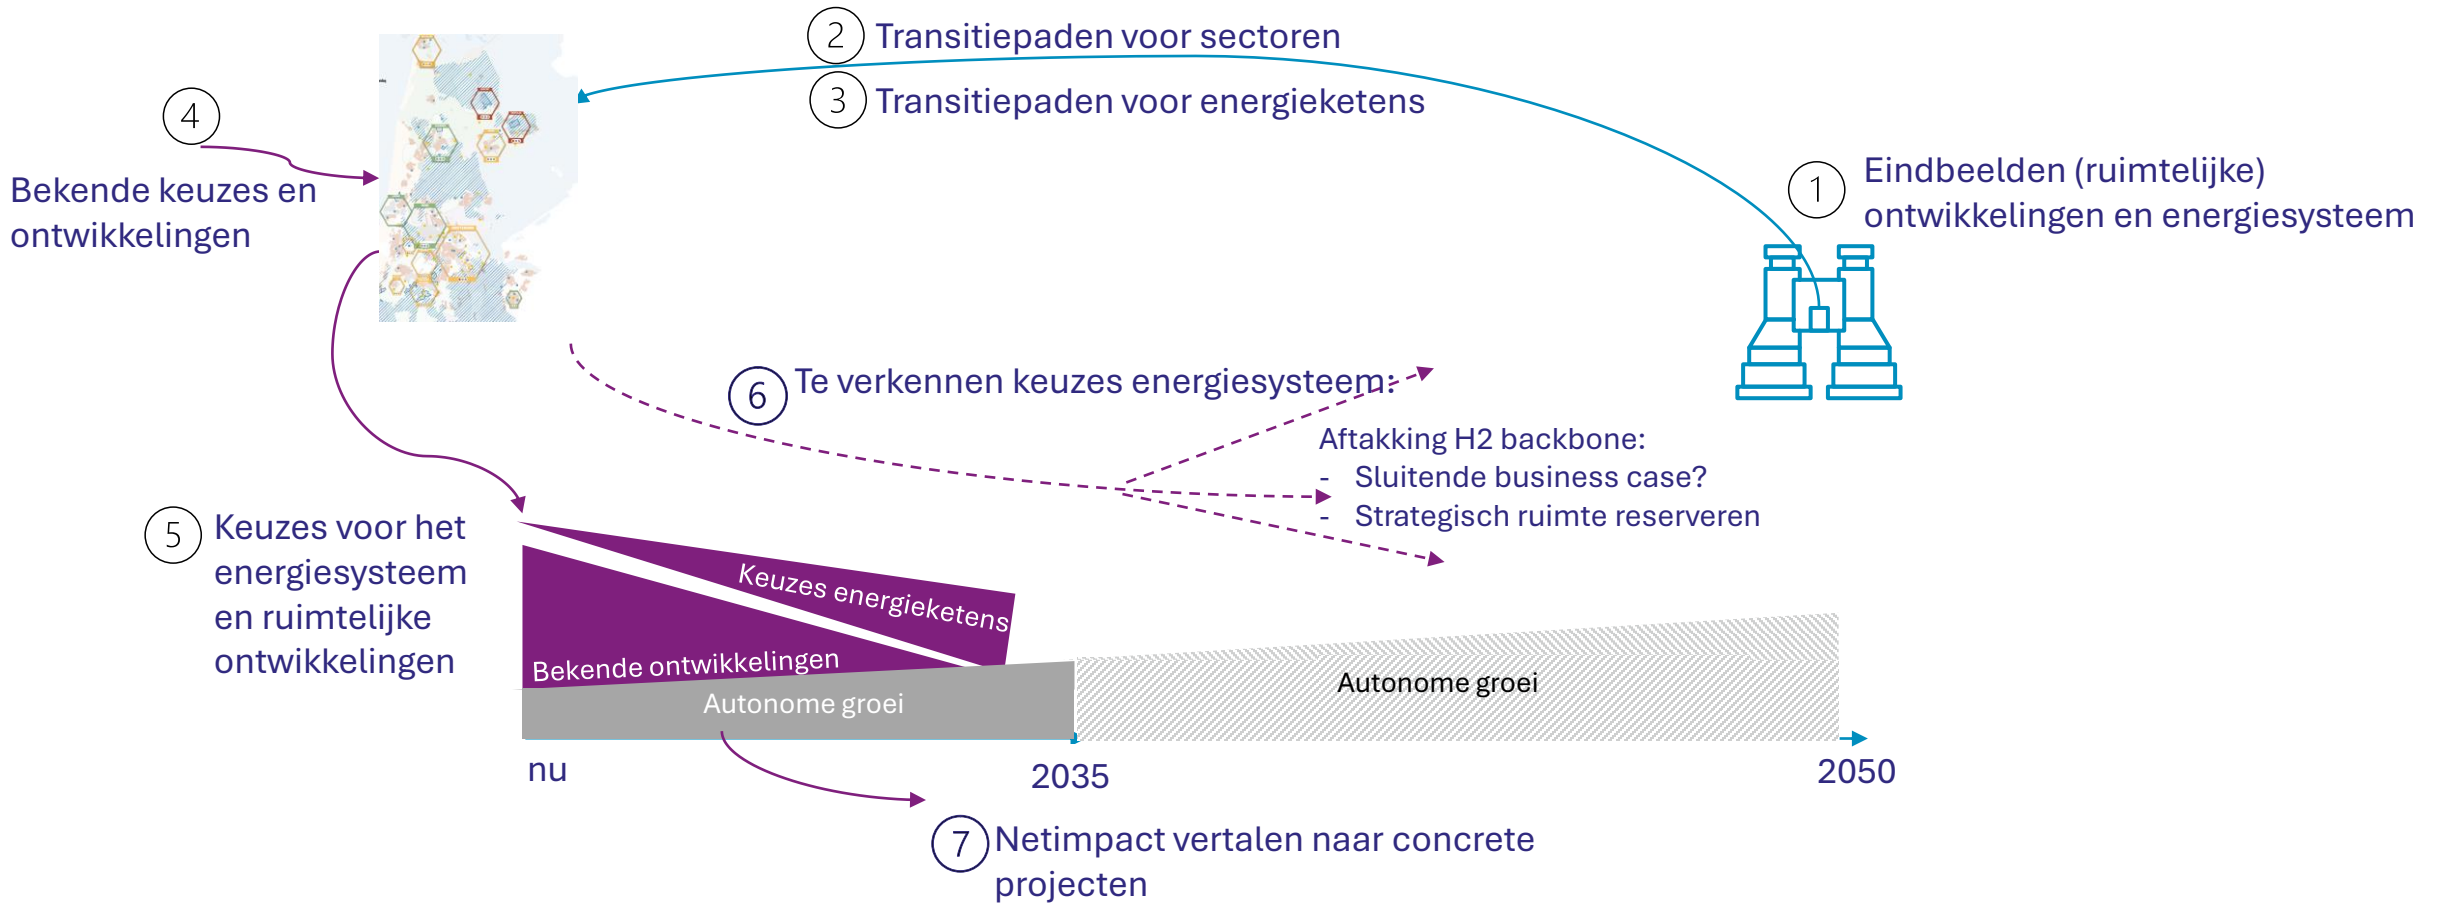 2 Transitiepaden voor sectoren
3 Transitiepaden voor energieketens
4
Bekende keuzes en
ontwikkelingen
1 Eindbeelden (ruimtelijke)
ontwikkelingen en energiesysteem
6 Te verkennen keuzes energiesysteem:
Aftakking H2 backbone:
- Sluitende business case?
- Strategisch ruimte reserveren
5 Keuzes voor het
energiesysteem
en ruimtelijke
ontwikkelingen
Keuzes energieketens
Bekende ontwikkelingen
Autonome groei
Autonome groei
nu
2035
2050
7 Netimpact vertalen naar concrete
projecten